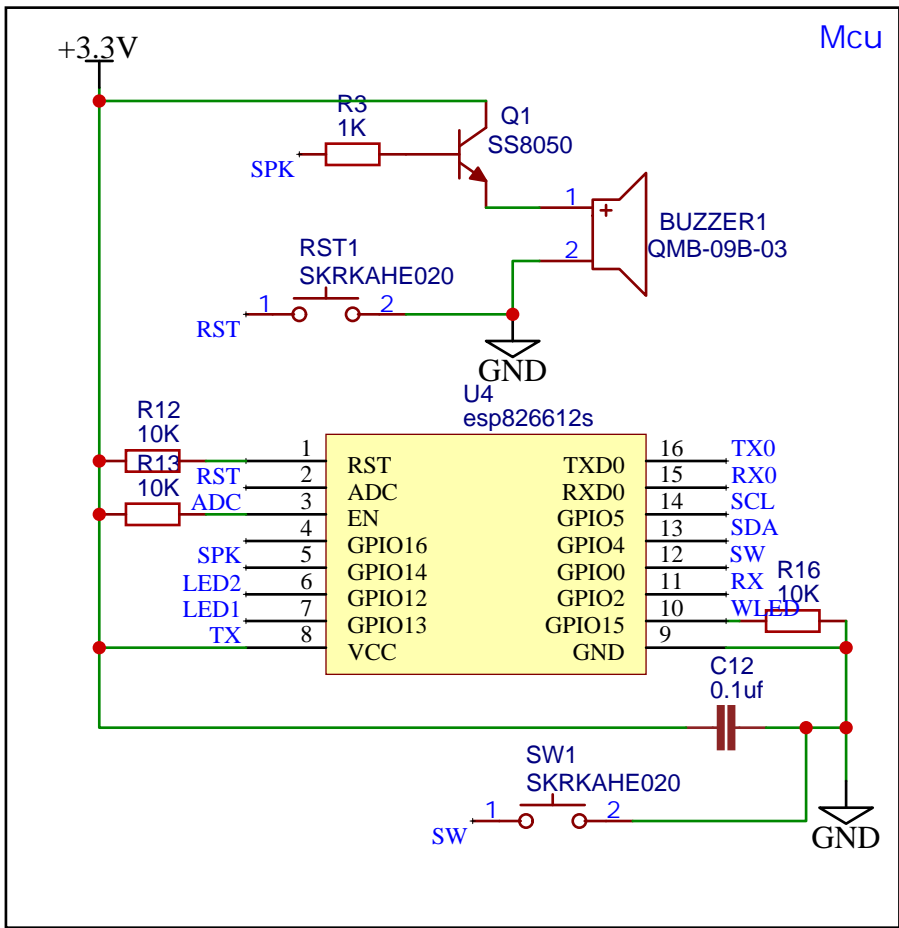 Mcu
+3.3V
R3
1K
Q1
SS8050
SPK
1
2
BUZZER1
QMB-09B-03
RST1
SKRKAHE020
RST
1
2
GND
U4
esp826612s
R12
10K
R13
10K
RST
ADC
SPK
LED2
LED1
TX
1 RST TXD0 16 TX0
2 ADC RXD0 15 RX0
3 EN GPIO5 14 SCL
4 GPIO16 GPIO4 13 SDA
5 GPIO14 GPIO0 12 SW
6 GPIO12 GPIO2 11 RX
7 GPIO13 GPIO15 10 WLED
8 VCC GND 9
R16
10K
C12
0.1uf
SW1
SKRKAHE020
SW
1
2
GND